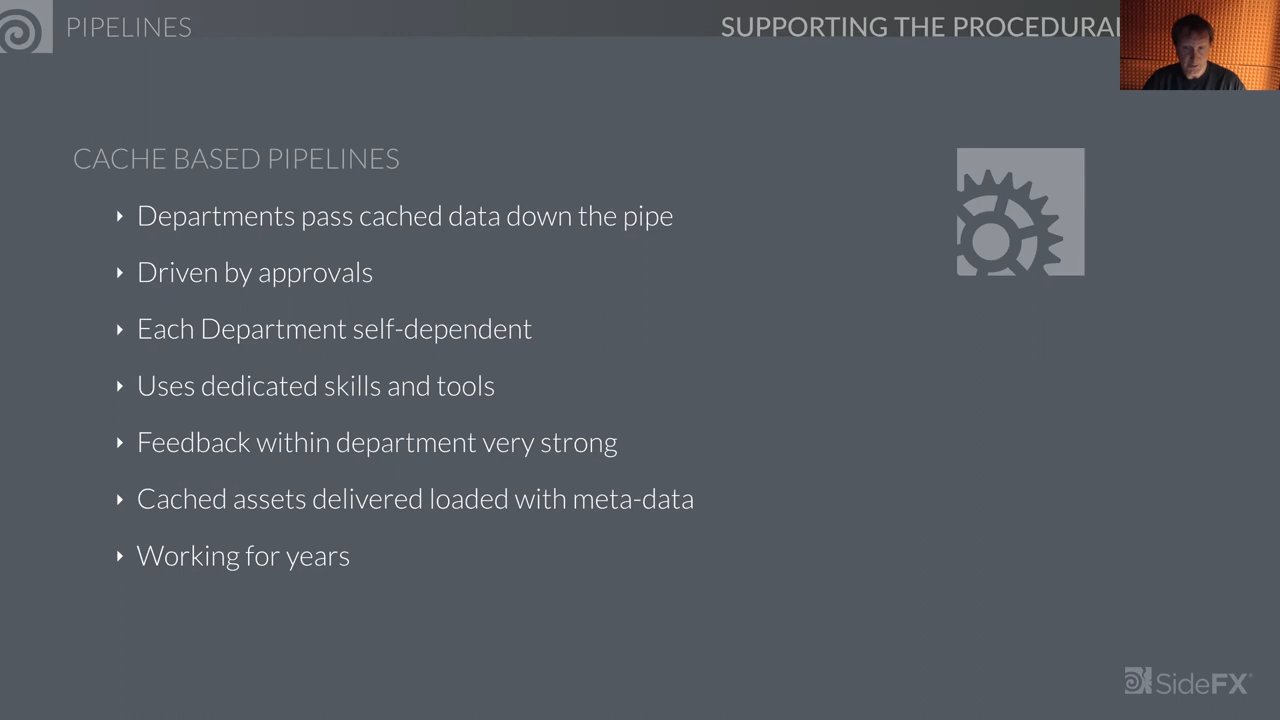 PIPELINES
SUPPORTING THE PROCEDURAL
CACHE BASED PIPELINES
Departments pass cached data down the pipe
Driven by approvals
Each Department self-dependent
Uses dedicated skills and tools
Feedback within department very strong
Cached assets delivered loaded with meta-data
Working for years
SideFX